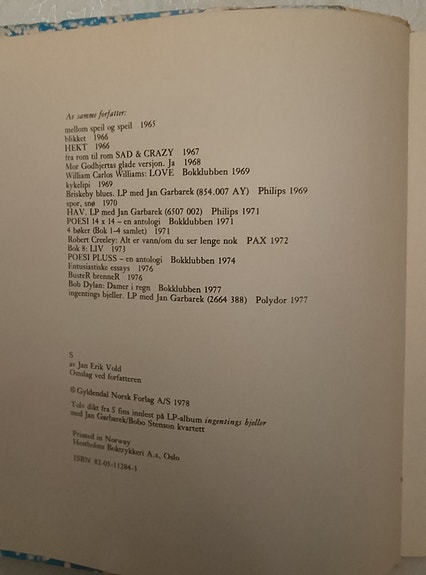 Av samme forfatter:
mellom speil og speil 1965
blikket 1966
HEKT 1966
fra rom til rom SAD & CRAZY 1967
Mor Godhjertas glade versjon. Ja 1968
William Carlos Williams: LOVE Bokklubben 1969
kykelipi 1969
Briskeby blues. LP med Jan Garbarek (854.007 AY) Philips 1969
spor, snø 1970
HAV. LP med Jan Garbarek (6507 002) Philips 1971
POESI 14 x 14 – en antologi Bokklubben 1971
4 bøker (Bok 1–4 samlet) 1971
Robert Creeley: Alt er vann/om du ser lenge nok PAX 1972
Bok 8: LIV 1973
POESI PLUSS – en antologi Bokklubben 1974
Entusiastiske essays 1976
BusteR brenneR 1976
Bob Dylan: Damer i regn Bokklubben 1977
ingentings bjeller. LP med Jan Garbarek (2664 388) Polydor 1977
S
av Jan Erik Vold
Omslag ved forfatteren
© Gyldendal Norsk Forlag A/S 1978
Tolv dikt fra S fins innlest på LP-album ingentings bjeller
med Jan Garbarek/Bobo Stenson kvartett
Printed in Norway
Hestholms Boktrykkeri A.s, Oslo
ISBN 82-05-11284-3